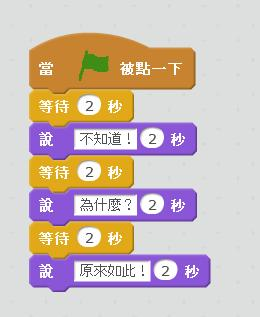 當 被點一下
等待 2 秒
說 不知道！ 2 秒
等待 2 秒
說 為什麼？ 2 秒
等待 2 秒
說 原來如此！ 2 秒